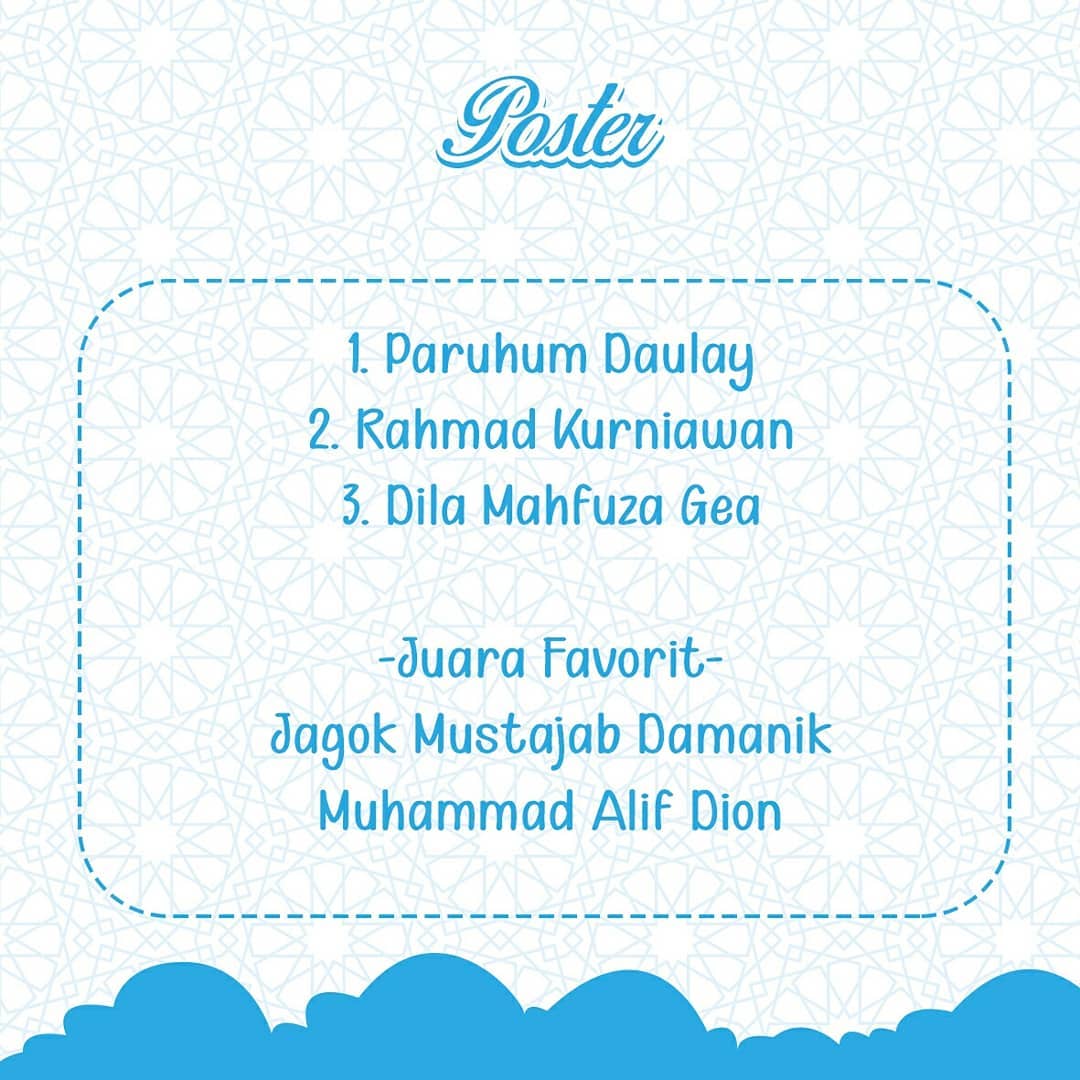 Poster
1. Paruhum Daulay
2. Rahmad Kurniawan
3. Dila Mahfuza Gea
-Juara Favorit-
Jagok Mustajab Damanik
Muhammad Alif Dion